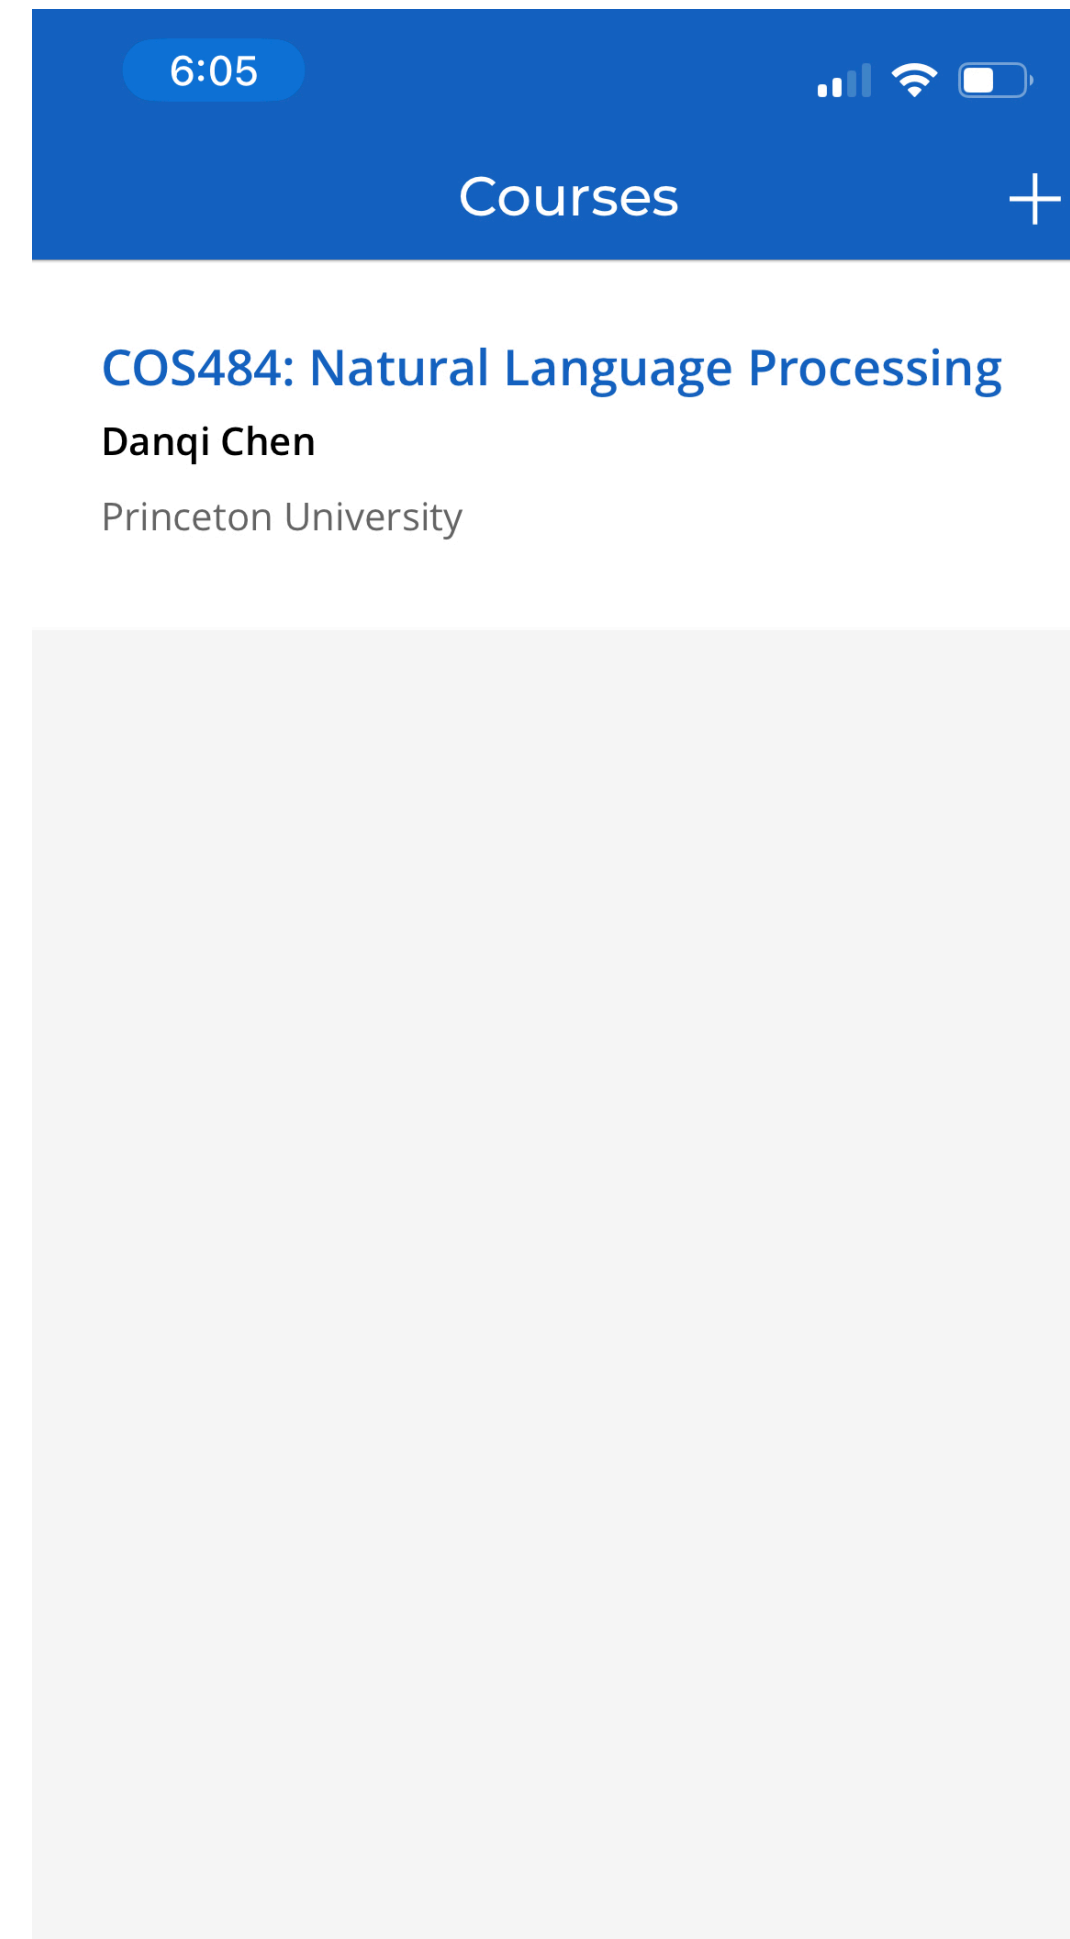 6:05
Courses
COS484: Natural Language Processing
Danqi Chen
Princeton University